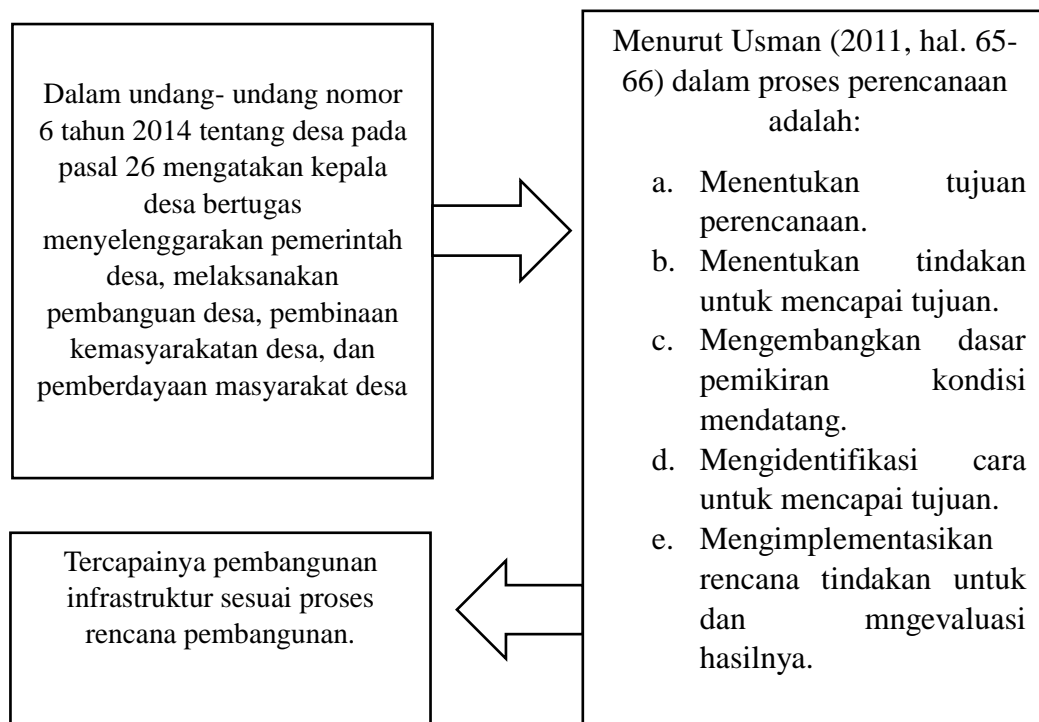 Dalam undang- undang nomor
6 tahun 2014 tentang desa pada
pasal 26 mengatakan kepala
desa bertugas
menyelenggarakan pemerintah
desa, melaksanakan
pembanguan desa, pembinaan
kemasyarakatan desa, dan
pemberdayaan masyarakat desa
Menurut Usman (2011, hal. 65-
66) dalam proses perencanaan
adalah:
a. Menentukan tujuan
perencanaan.
b. Menentukan tindakan
untuk mencapai tujuan.
c. Mengembangkan dasar
pemikiran kondisi
mendatang.
d. Mengidentifikasi cara
untuk mencapai tujuan.
e. Mengimplementasikan
rencana tindakan untuk
dan mngevaluasi
hasilnya.
Tercapainya pembangunan
infrastruktur sesuai proses
rencana pembangunan.